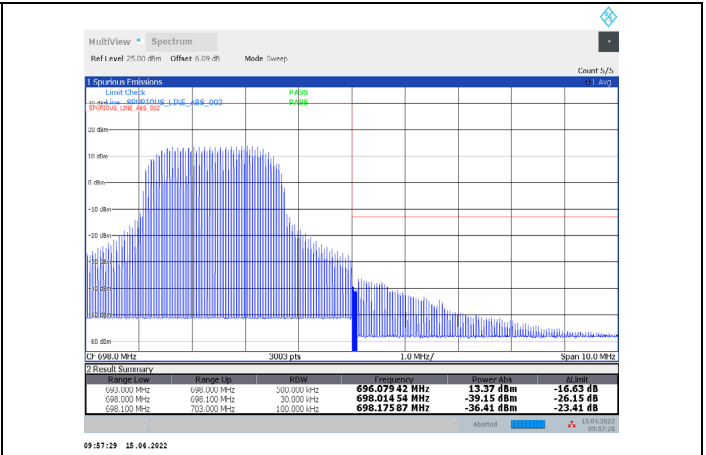 MultiView Spectrum
Ref Level 25.00 dBm Offset 6.09 dB Mode Sweep
Count 5/5
1 Spurious Emissions 1 Avg
Limit Check PASS
Line SPURIOUS_LINE_ABS_002 PASS
SPURIOUS_LINE_ABS_002
20 dBm
10 dBm
0 dBm
-10 dBm
-20 dBm
-30 dBm
60 dBm
CF 698.0 MHz 3003 pts 1.0 MHz/ Span 10.0 MHz
2 Result Summary
Range Low Range Up RBW Frequency Power Abs ΔLimit
693.000 MHz 698.000 MHz 500.000 kHz 696.079 42 MHz 13.37 dBm -16.63 dB
698.000 MHz 698.100 MHz 30.000 kHz 698.014 54 MHz -39.15 dBm -26.15 dB
698.100 MHz 703.000 MHz 100.000 kHz 698.175 87 MHz -36.41 dBm -23.41 dB
Aborted 15.04.2022
09:57:28
09:57:29 15.04.2022